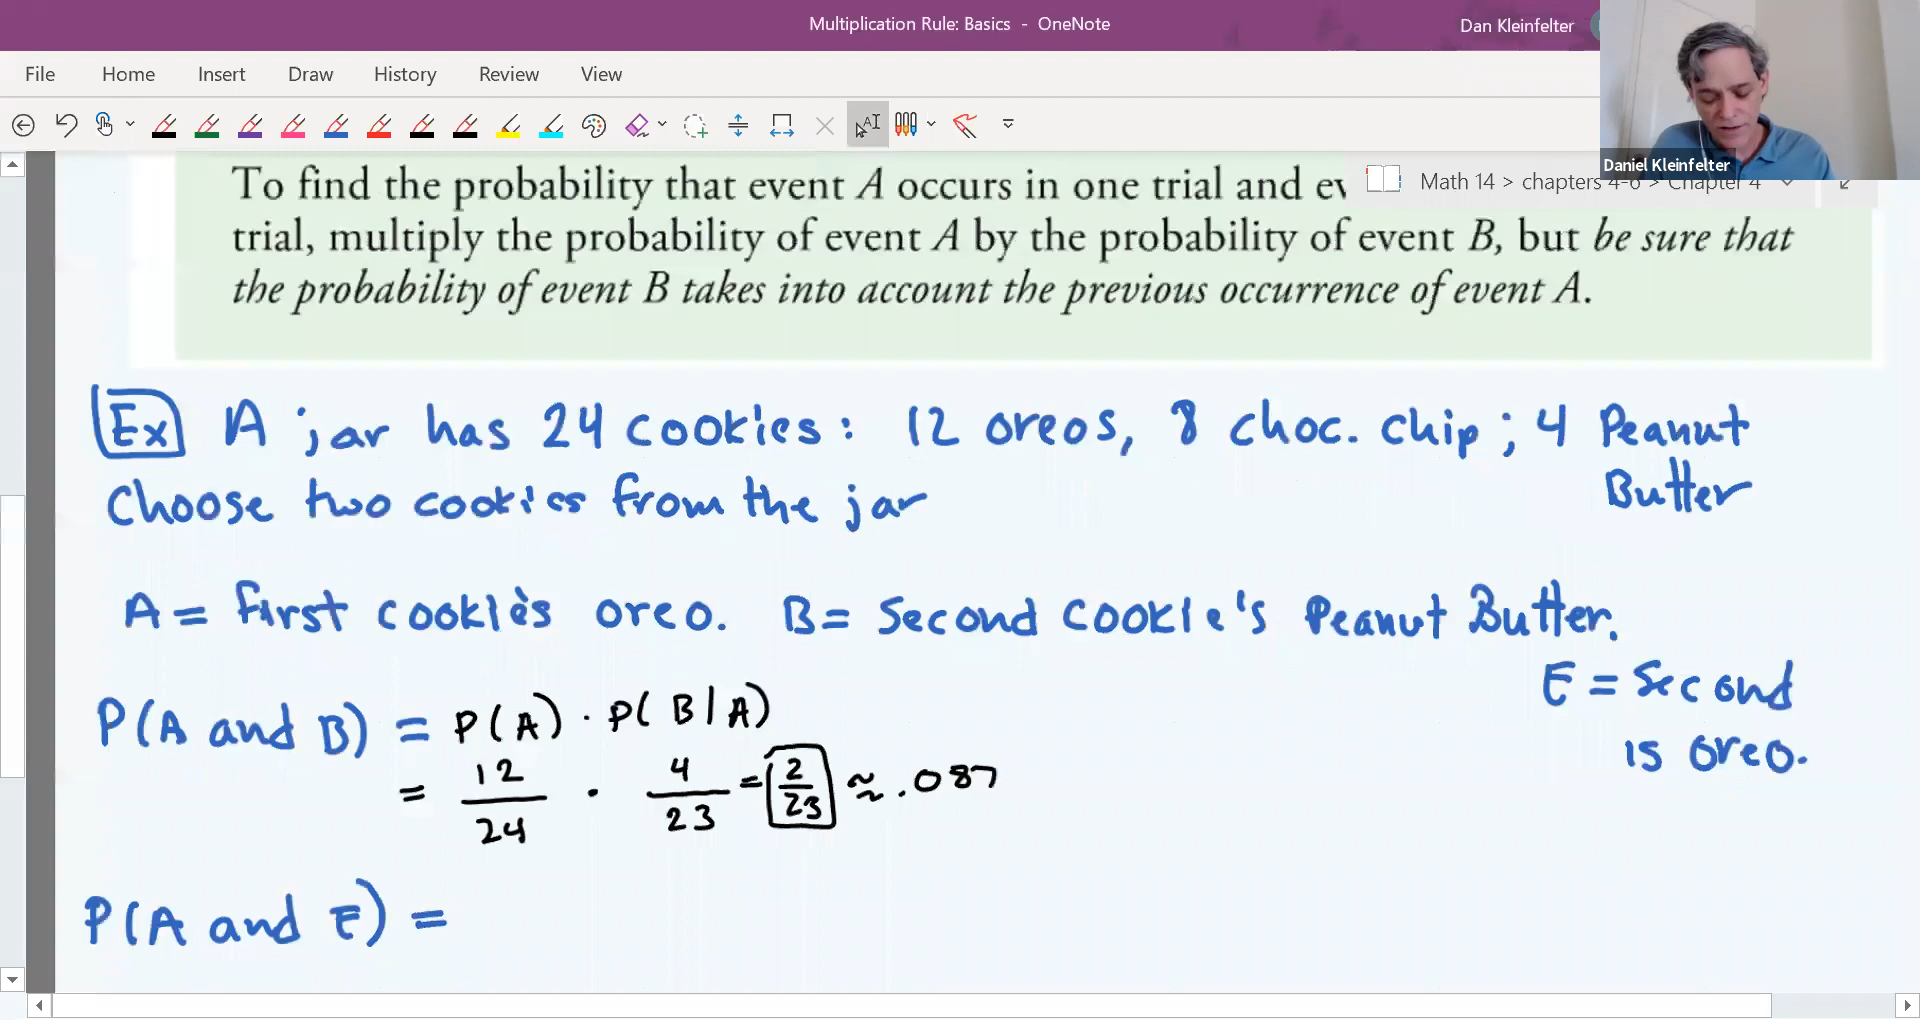 Multiplication Rule: Basics - OneNote
Dan Kleinfelter
File Home Insert Draw History Review View
Daniel Kleinfelter
Math 14 > chapters 4-6 > Chapter 4
To find the probability that event A occurs in one trial and ev
trial, multiply the probability of event A by the probability of event B, but be sure that
the probability of event B takes into account the previous occurrence of event A.
Ex A jar has 24 cookies: 12 oreos, 8 choc. chip; 4 Peanut
Butter
Choose two cookies from the jar
A = first cookie's oreo. B = Second cookie's Peanut Butter.
E = Second
is oreo.
P(A and B) = P(A) · P(B|A)
= 12/24 · 4/23 = 2/23 ≈ .087
P(A and E) =